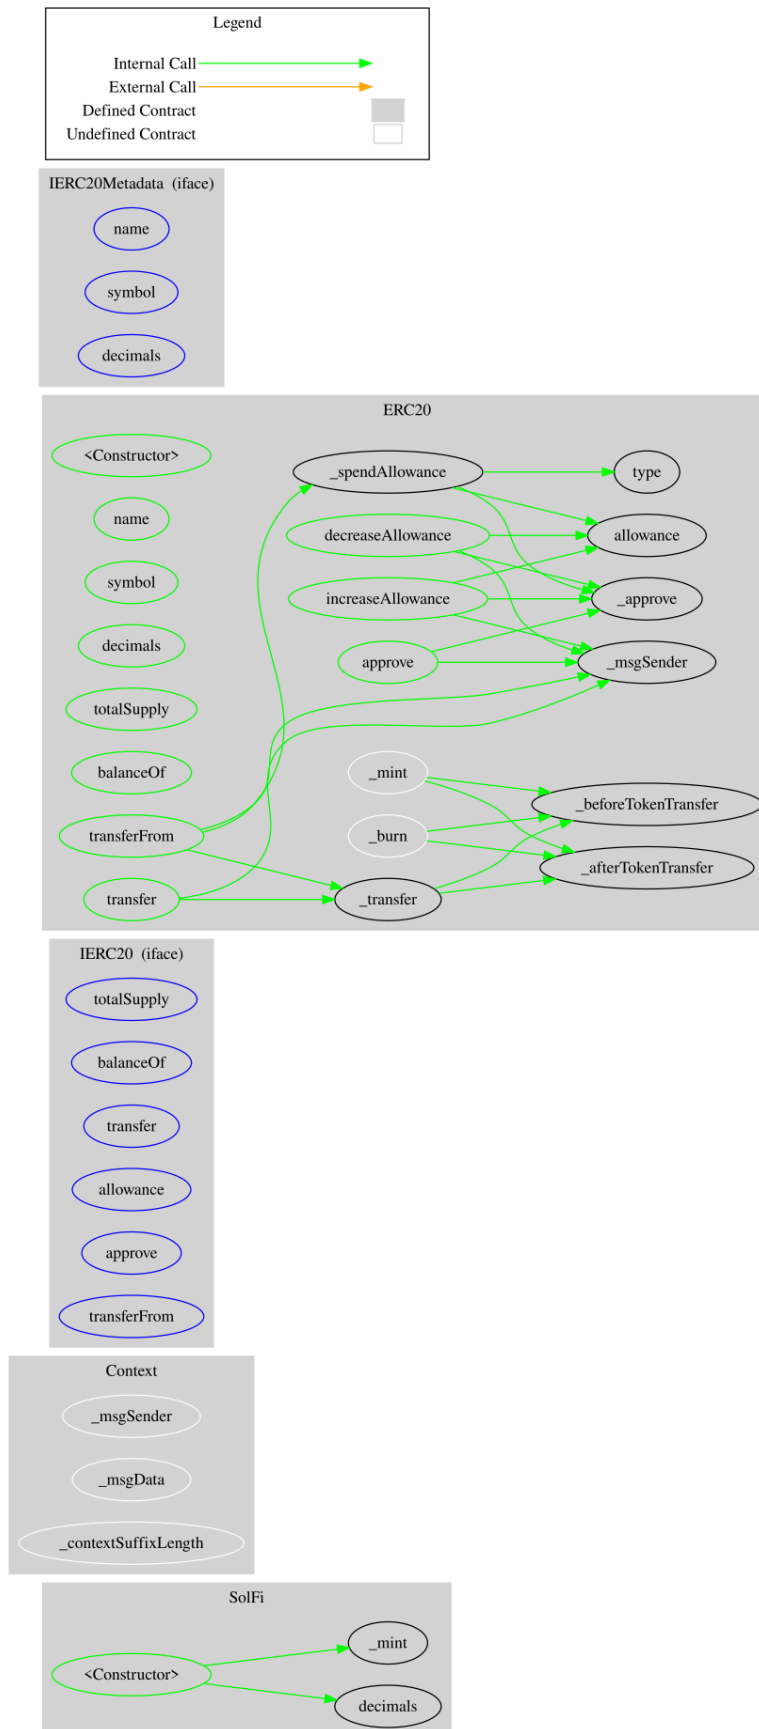 Legend
Internal Call
External Call
Defined Contract
Undefined Contract
IERC20Metadata (iface)
name
symbol
decimals
ERC20
<Constructor>
name
symbol
decimals
totalSupply
balanceOf
transferFrom
transfer
_spendAllowance
decreaseAllowance
increaseAllowance
approve
_mint
_burn
_transfer
type
allowance
_approve
_msgSender
_beforeTokenTransfer
_afterTokenTransfer
IERC20 (iface)
totalSupply
balanceOf
transfer
allowance
approve
transferFrom
Context
_msgSender
_msgData
_contextSuffixLength
SolFi
<Constructor>
_mint
decimals